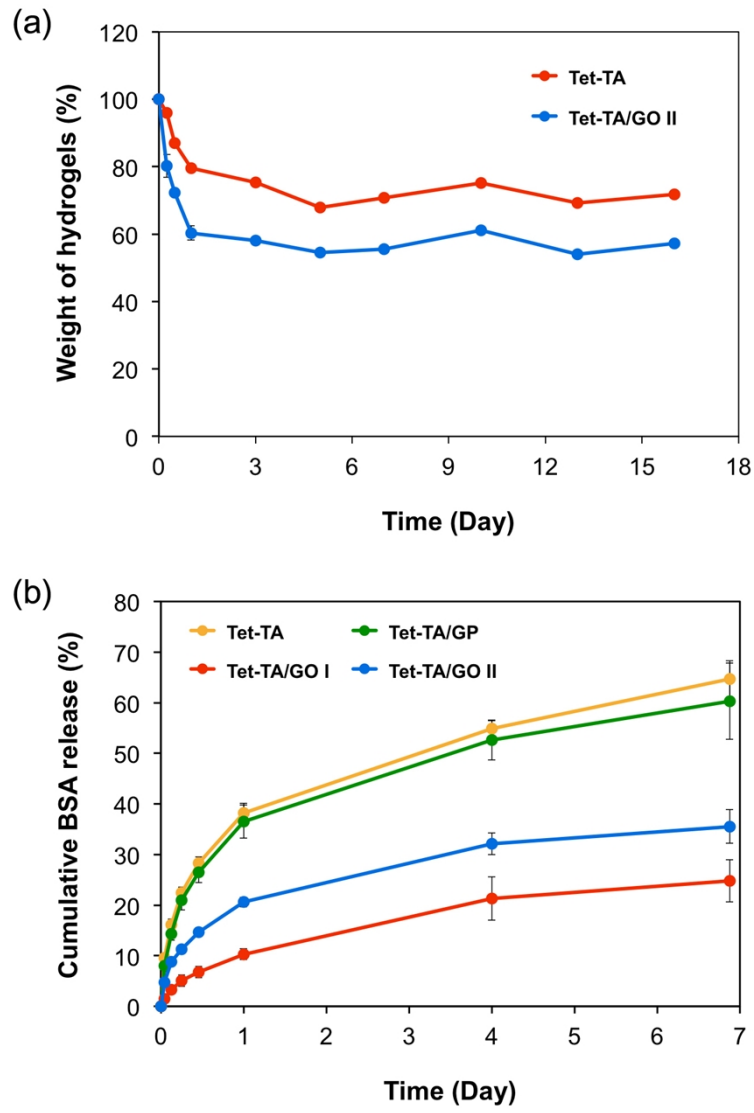 (a)
120
100
80
60
40
20
0
Weight of hydrogels (%)
Tet-TA
Tet-TA/GO II
0 3 6 9 12 15 18
Time (Day)
(b)
80
70
60
50
40
30
20
10
0
Cumulative BSA release (%)
Tet-TA Tet-TA/GP
Tet-TA/GO I Tet-TA/GO II
0 1 2 3 4 5 6 7
Time (Day)